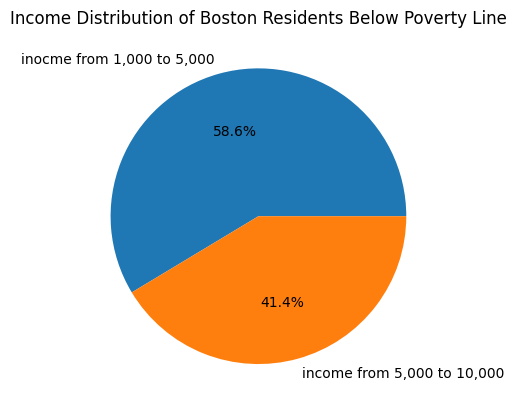 Income Distribution of Boston Residents Below Poverty Line
inocme from 1,000 to 5,000
58.6%
41.4%
income from 5,000 to 10,000